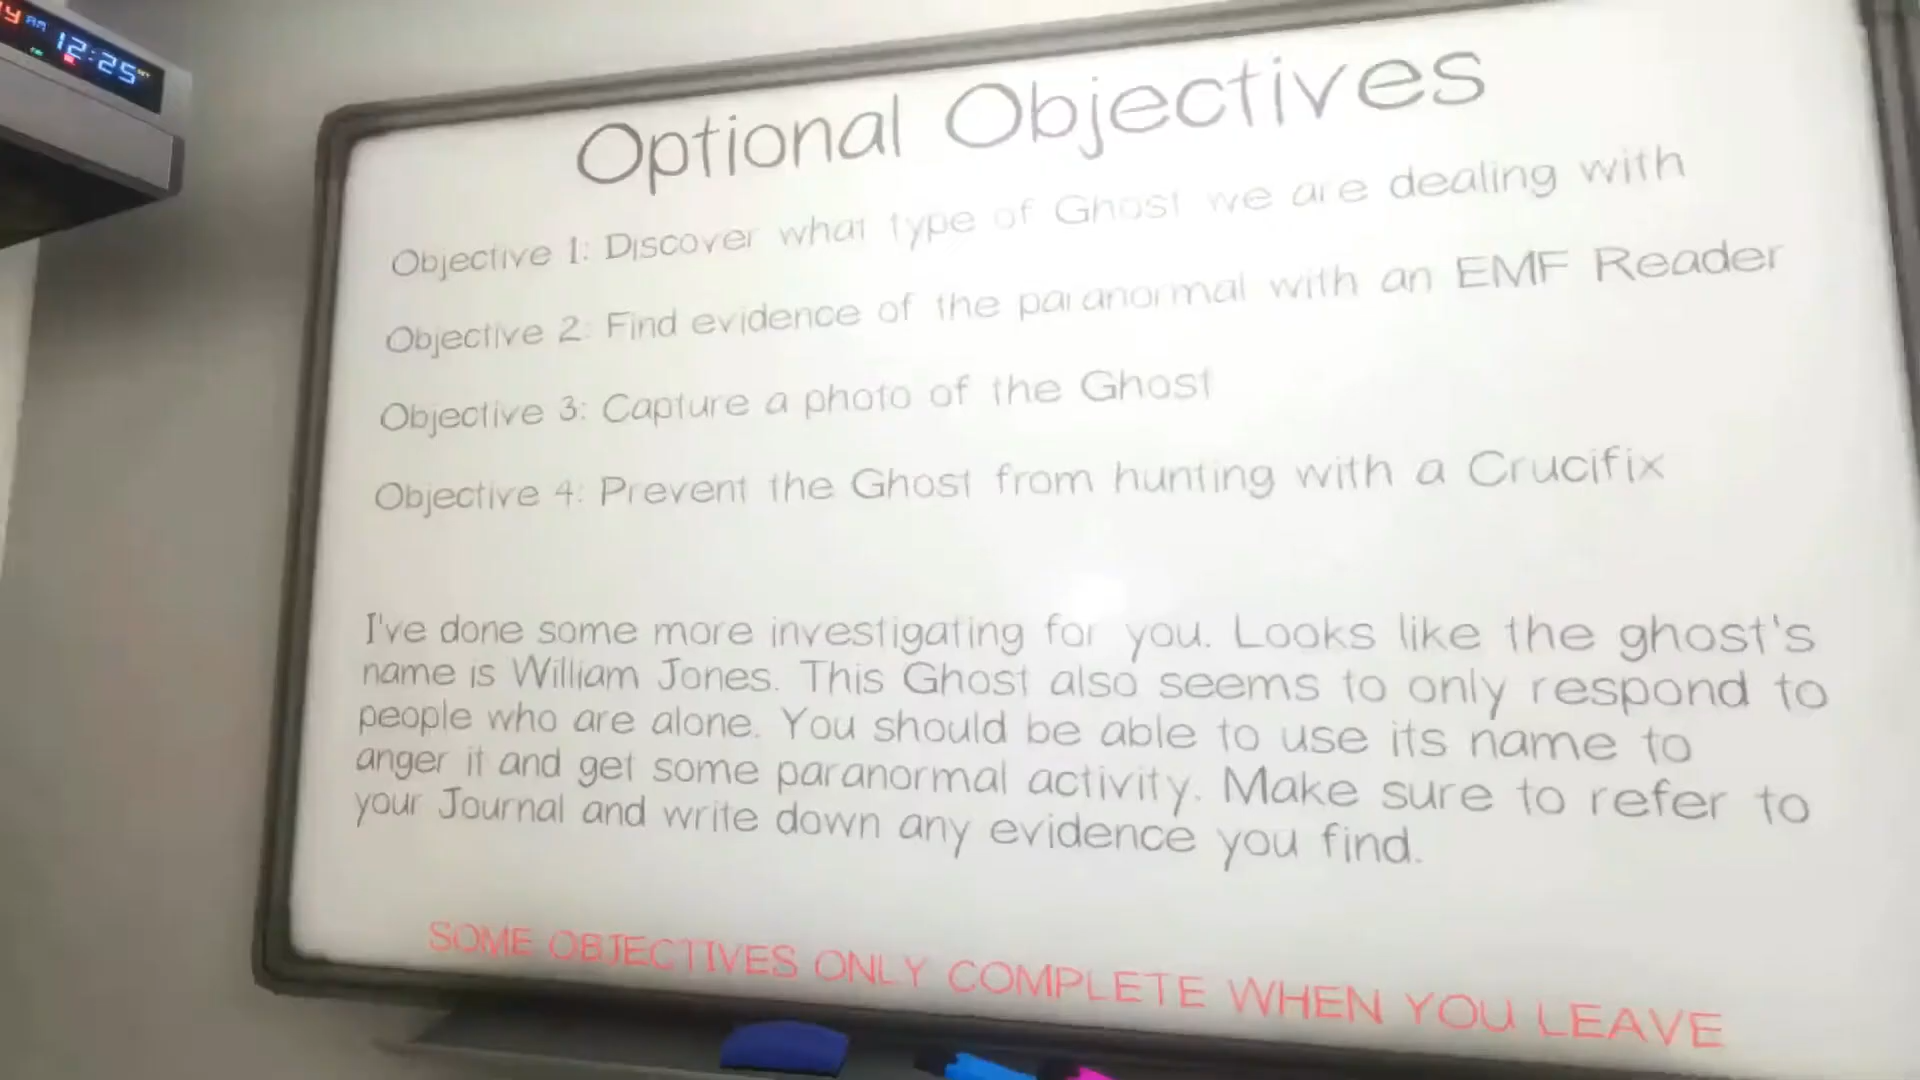 AM 12:25
Optional Objectives
Objective 1: Discover what type of Ghost we are dealing with
Objective 2: Find evidence of the paranormal with an EMF Reader
Objective 3: Capture a photo of the Ghost
Objective 4: Prevent the Ghost from hunting with a Crucifix
I've done some more investigating for you. Looks like the ghost's
name is William Jones. This Ghost also seems to only respond to
people who are alone. You should be able to use its name to
anger it and get some paranormal activity. Make sure to refer to
your Journal and write down any evidence you find.
SOME OBJECTIVES ONLY COMPLETE WHEN YOU LEAVE